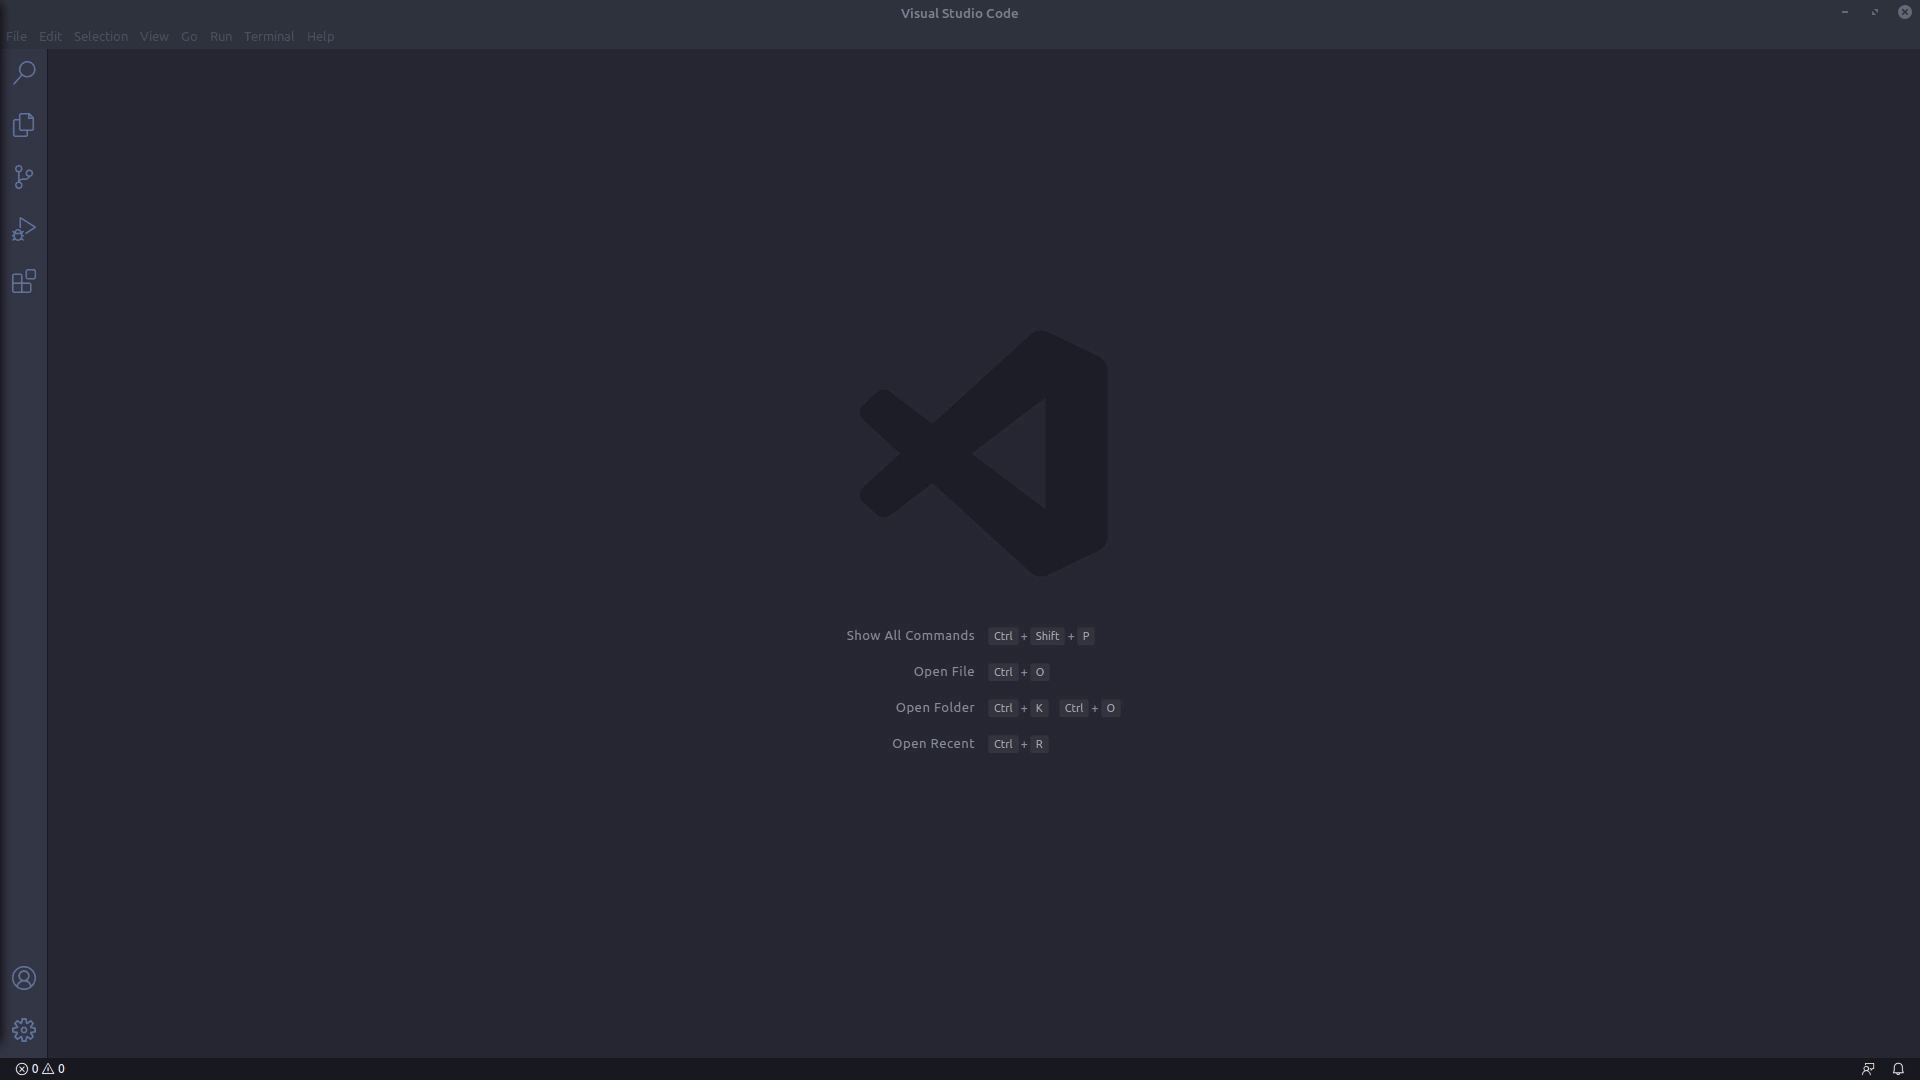 Visual Studio Code
File Edit Selection View Go Run Terminal Help
Show All Commands Ctrl + Shift + P
Open File Ctrl + O
Open Folder Ctrl + K Ctrl + O
Open Recent Ctrl + R
0 0